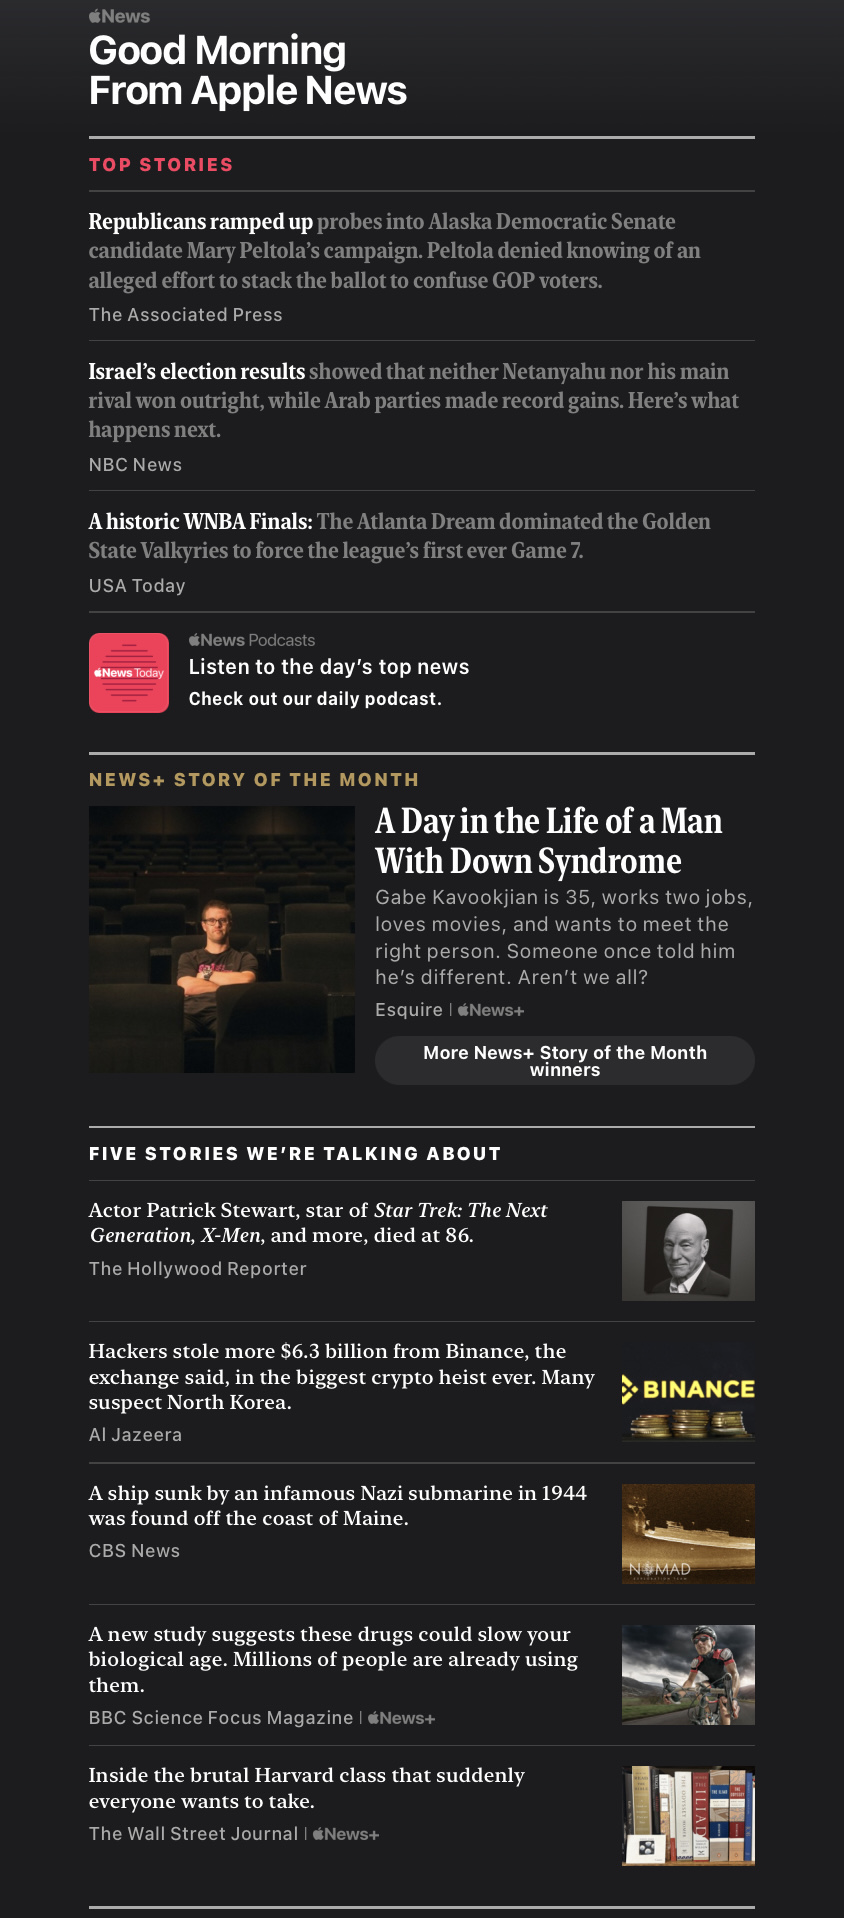 News
Good Morning
From Apple News
TOP STORIES
Republicans ramped up probes into Alaska Democratic Senate
candidate Mary Peltola’s campaign. Peltola denied knowing of an
alleged effort to stack the ballot to confuse GOP voters.
The Associated Press
Israel’s election results showed that neither Netanyahu nor his main
rival won outright, while Arab parties made record gains. Here’s what
happens next.
NBC News
A historic WNBA Finals: The Atlanta Dream dominated the Golden
State Valkyries to force the league’s first ever Game 7.
USA Today
News Podcasts
News Today
Listen to the day’s top news
Check out our daily podcast.
NEWS+ STORY OF THE MONTH
A Day in the Life of a Man
With Down Syndrome
Gabe Kavookjian is 35, works two jobs,
loves movies, and wants to meet the
right person. Someone once told him
he’s different. Aren’t we all?
Esquire | News+
More News+ Story of the Month
winners
FIVE STORIES WE’RE TALKING ABOUT
Actor Patrick Stewart, star of Star Trek: The Next
Generation, X-Men, and more, died at 86.
The Hollywood Reporter
Hackers stole more $6.3 billion from Binance, the
exchange said, in the biggest crypto heist ever. Many
suspect North Korea.
BINANCE
Al Jazeera
A ship sunk by an infamous Nazi submarine in 1944
was found off the coast of Maine.
CBS News
NOMAD
A new study suggests these drugs could slow your
biological age. Millions of people are already using
them.
BBC Science Focus Magazine | News+
Inside the brutal Harvard class that suddenly
everyone wants to take.
The Wall Street Journal | News+
ILIAD